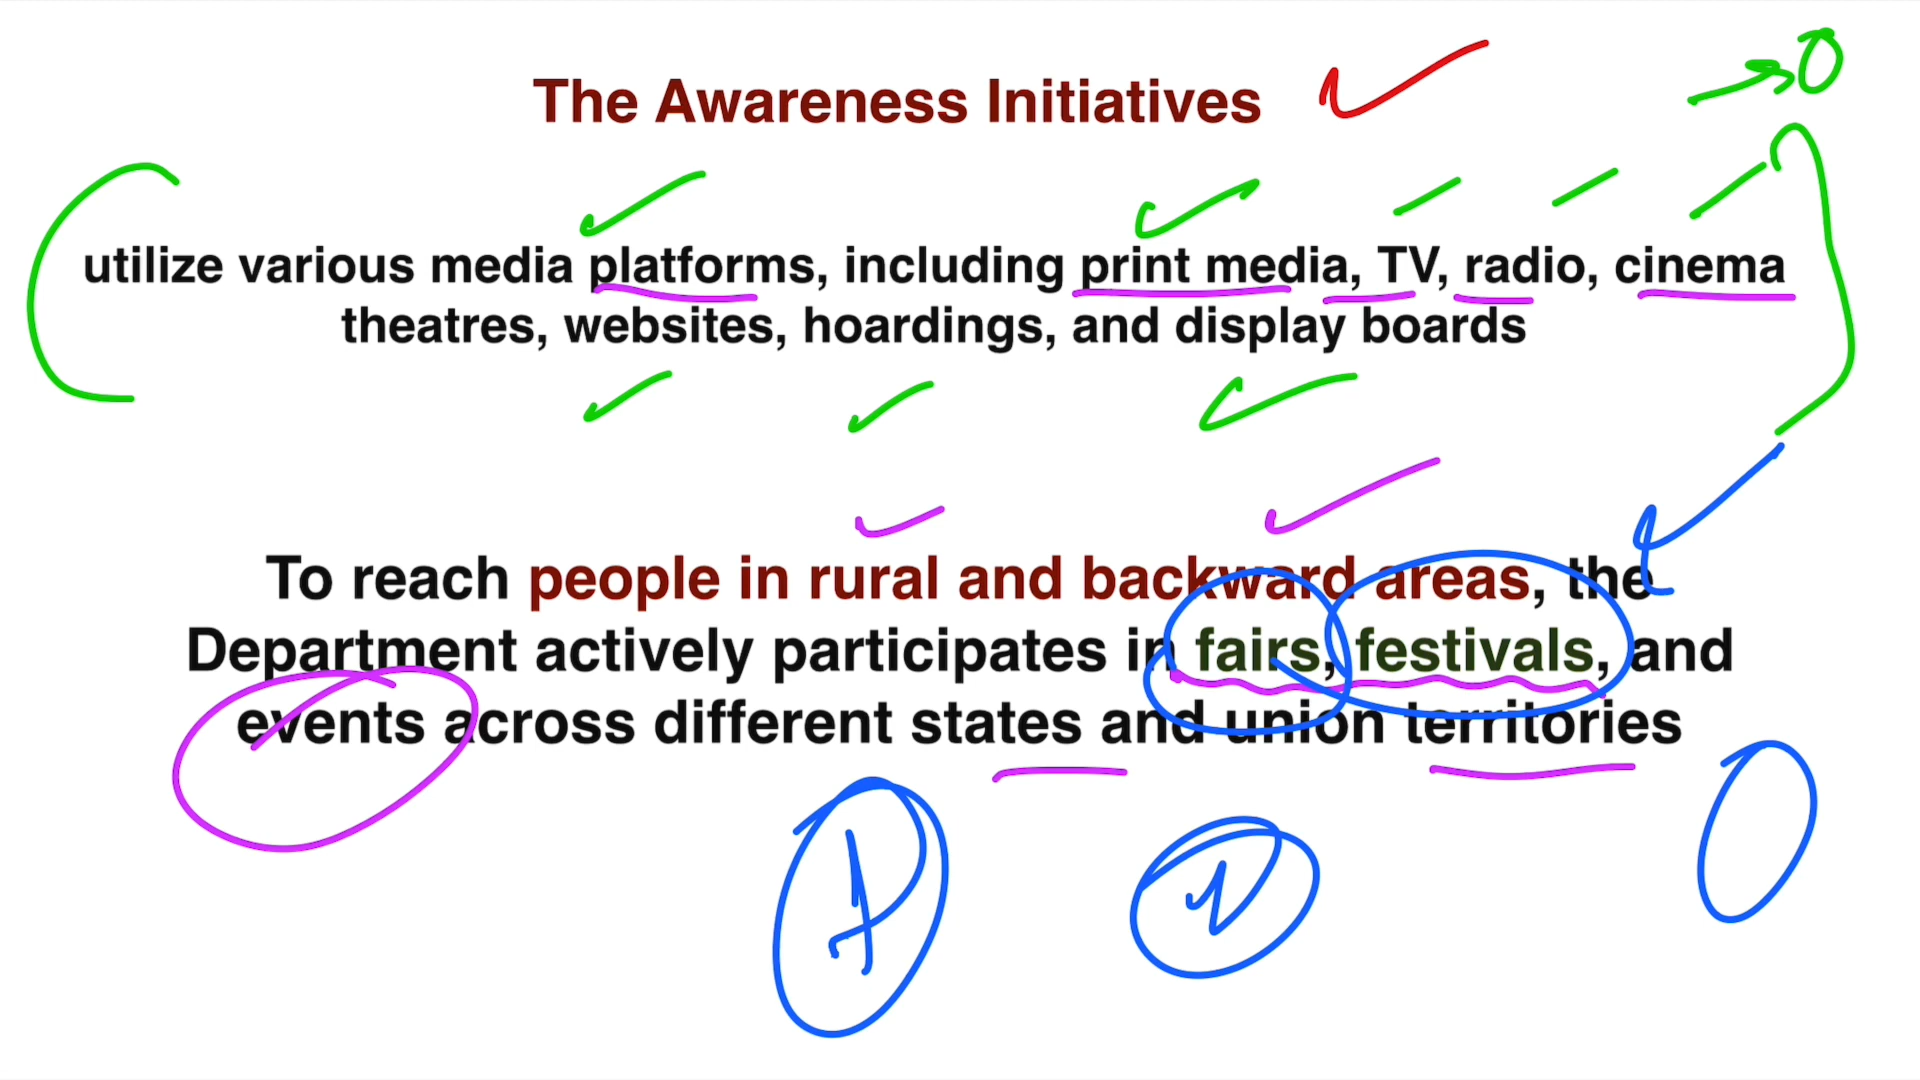 The Awareness Initiatives
utilize various media platforms, including print media, TV, radio, cinema
theatres, websites, hoardings, and display boards
To reach people in rural and backward areas, the
Department actively participates in fairs, festivals, and
events across different states and union territories